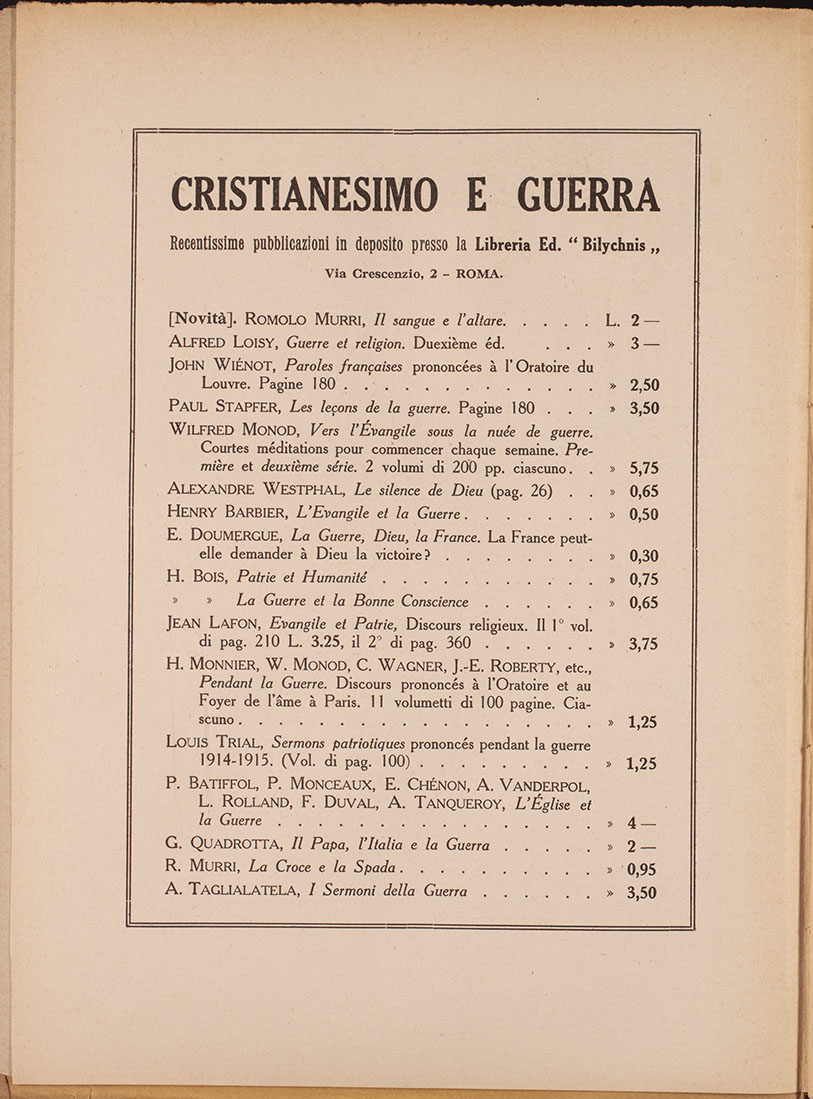 CRISTIANESIMO E GUERRA
Recentissime pubblicazioni in deposito presso la Libreria Ed. “ Bilychnis „
Via Crescenzio, 2 – ROMA.
[Novità]. ROMOLO MURRI, Il sangue e l'altare. . . . . L. 2 —
ALFRED LOISY, Guerre et religion. Duexième éd. . . . » 3 —
JOHN WIÉNOT, Paroles françaises prononcées à l'Oratoire du
Louvre. Pagine 180 . . . . . . . . . . . . . » 2,50
PAUL STAPFER, Les leçons de la guerre. Pagine 180 . . . » 3,50
WILFRED MONOD, Vers l'Évangile sous la nuée de guerre.
Courtes méditations pour commencer chaque semaine. Pre-
mière et deuxième série. 2 volumi di 200 pp. ciascuno. . » 5,75
ALEXANDRE WESTPHAL, Le silence de Dieu (pag. 26) . . » 0,65
HENRY BARBIER, L'Evangile et la Guerre . . . . . . . » 0,50
E. DOUMERGUE, La Guerre, Dieu, la France. La France peut-
elle demander à Dieu la victoire? . . . . . . . . » 0,30
H. BOIS, Patrie et Humanité . . . . . . . . . . . » 0,75
» » La Guerre et la Bonne Conscience . . . . . . » 0,65
JEAN LAFON, Evangile et Patrie, Discours religieux. Il 1° vol.
di pag. 210 L. 3.25, il 2° di pag. 360 . . . . . . » 3,75
H. MONNIER, W. MONOD, C. WAGNER, J.-E. ROBERTY, etc.,
Pendant la Guerre. Discours prononcés à l'Oratoire et au
Foyer de l'âme à Paris. 11 volumetti di 100 pagine. Cia-
scuno . . . . . . . . . . . . . . . . . . » 1,25
LOUIS TRIAL, Sermons patriotiques prononcés pendant la guerre
1914-1915. (Vol. di pag. 100) . . . . . . . . . » 1,25
P. BATIFFOL, P. MONCEAUX, E. CHÉNON, A. VANDERPOL,
L. ROLLAND, F. DUVAL, A. TANQUEROY, L'Église et
la Guerre . . . . . . . . . . . . . . . . » 4 —
G. QUADROTTA, Il Papa, l'Italia e la Guerra . . . . . » 2 —
R. MURRI, La Croce e la Spada . . . . . . . . . . » 0,95
A. TAGLIALATELA, I Sermoni della Guerra . . . . . . » 3,50